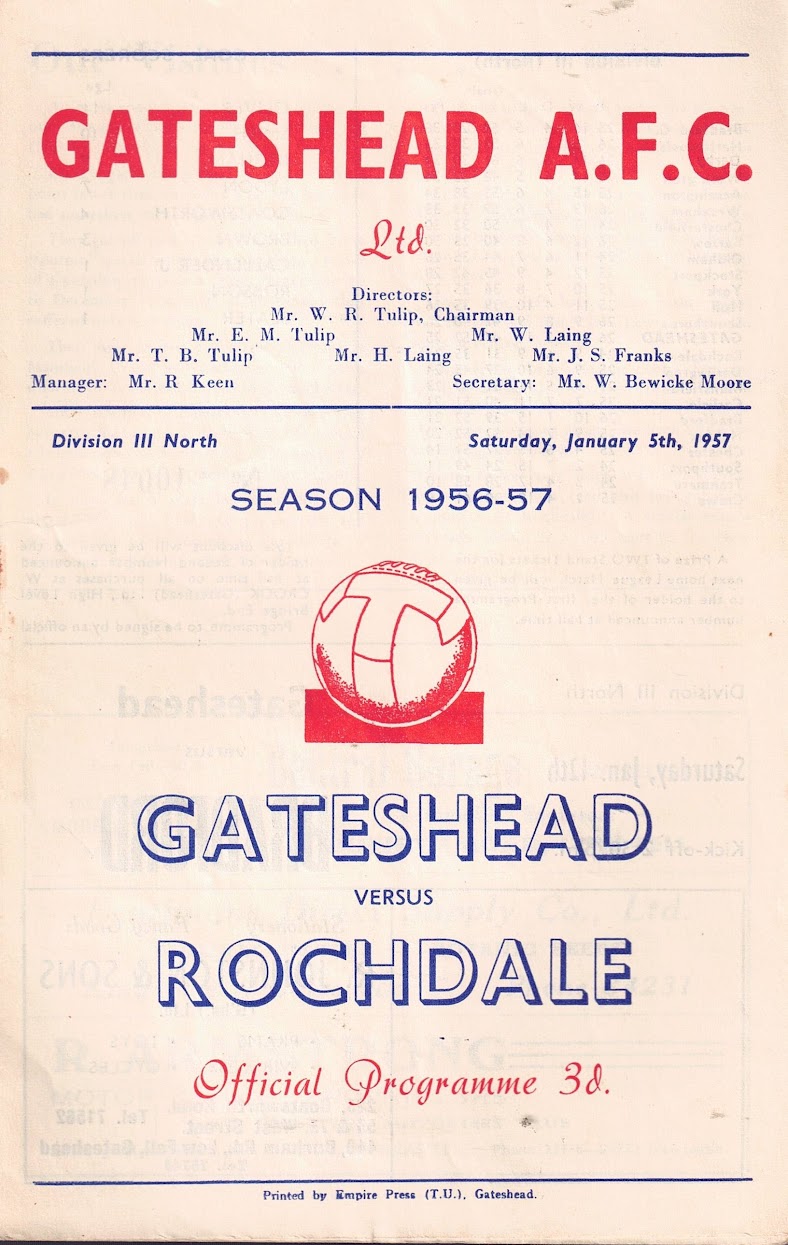 GATESHEAD A.F.C.
Ltd.
Directors:
Mr. W. R. Tulip, Chairman
Mr. E. M. Tulip Mr. W. Laing
Mr. T. B. Tulip Mr. H. Laing Mr. J. S. Franks
Manager: Mr. R Keen Secretary: Mr. W. Bewicke Moore
Division III North Saturday, January 5th, 1957
SEASON 1956-57
GATESHEAD
VERSUS
ROCHDALE
Official Programme 3d.
Printed by Empire Press (T.U.), Gateshead.